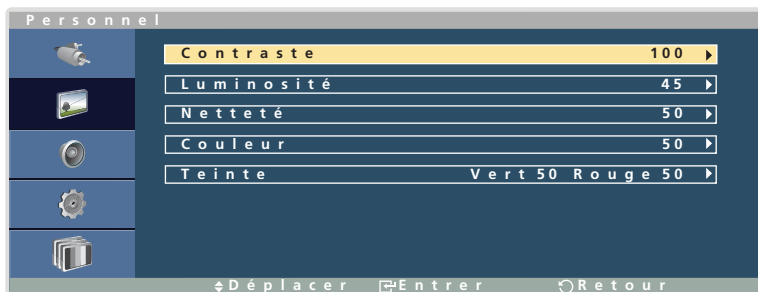 Personnel
Contraste 100
Luminosité 45
Netteté 50
Couleur 50
Teinte Vert 50 Rouge 50
Déplacer Entrer Retour